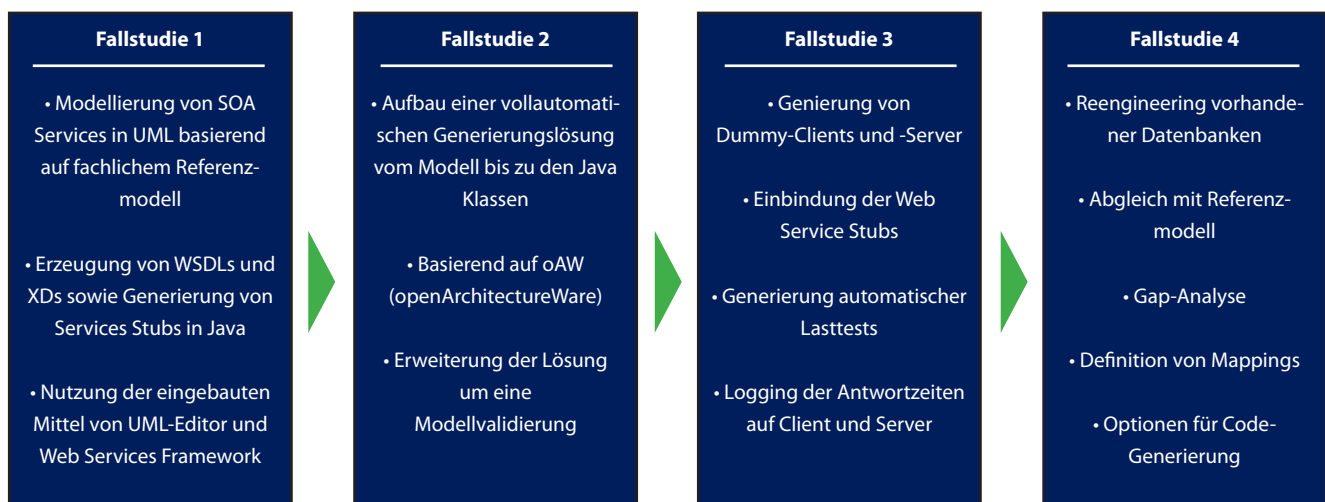 Fallstudie 1
• Modellierung von SOA
Services in UML basierend
auf fachlichem Referenz-
modell
• Erzeugung von WSDLs und
XDs sowie Generierung von
Services Stubs in Java
• Nutzung der eingebauten
Mittel von UML-Editor und
Web Services Framework
Fallstudie 2
• Aufbau einer vollautomati-
schen Generierungslösung
vom Modell bis zu den Java
Klassen
• Basierend auf oAW
(openArchitectureWare)
• Erweiterung der Lösung
um eine
Modellvalidierung
Fallstudie 3
• Genierung von
Dummy-Clients und -Server
• Einbindung der Web
Service Stubs
• Generierung automatischer
Lasttests
• Logging der Antwortzeiten
auf Client und Server
Fallstudie 4
• Reengineering vorhande-
ner Datenbanken
• Abgleich mit Referenz-
modell
• Gap-Analyse
• Definition von Mappings
• Optionen für Code-
Generierung